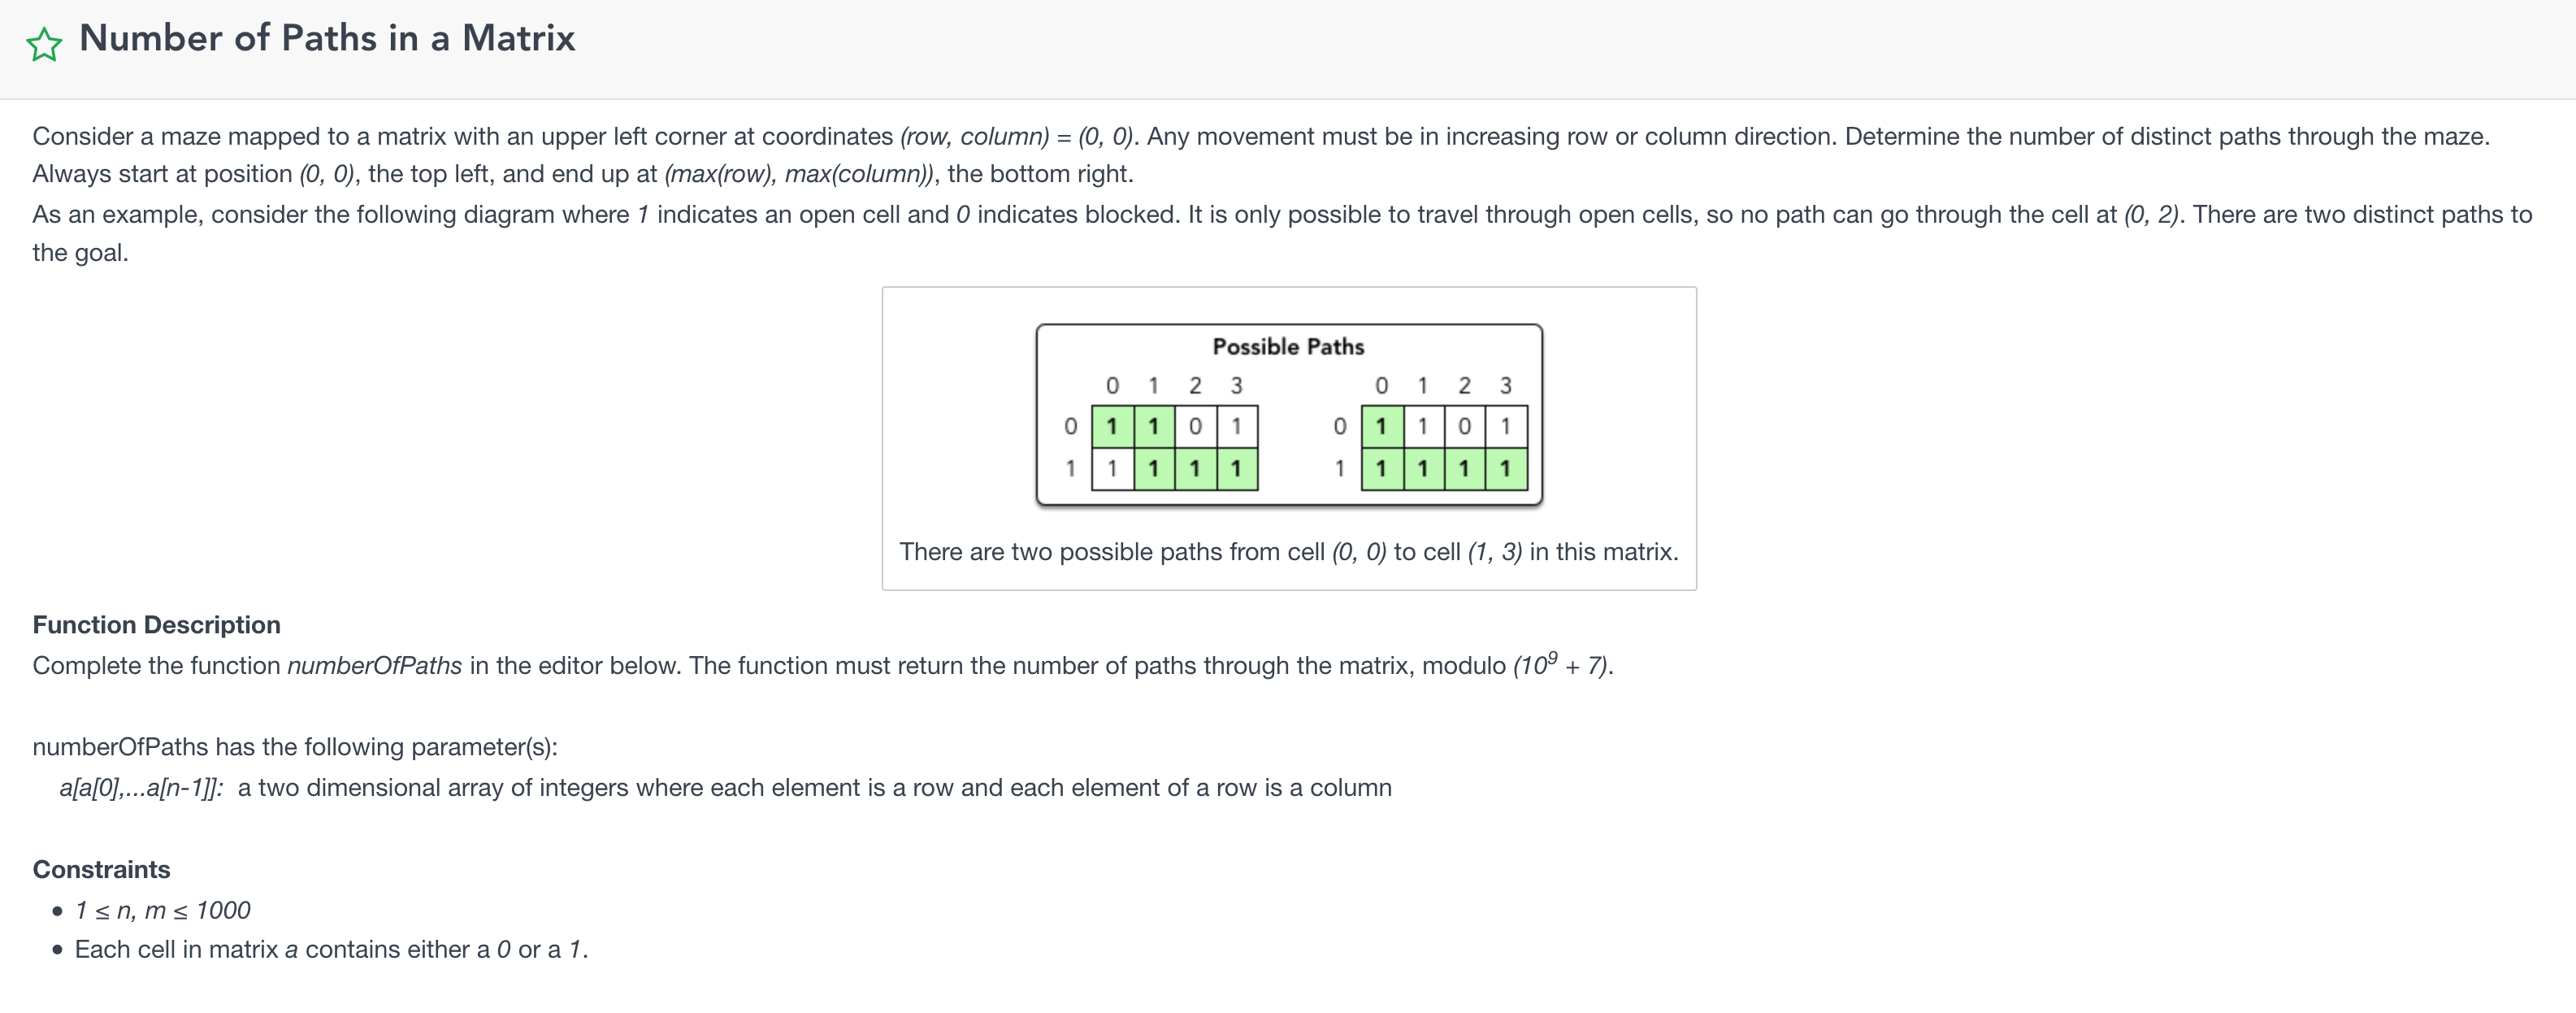 Number of Paths in a Matrix
Consider a maze mapped to a matrix with an upper left corner at coordinates (row, column) = (0, 0). Any movement must be in increasing row or column direction. Determine the number of distinct paths through the maze.
Always start at position (0, 0), the top left, and end up at (max(row), max(column)), the bottom right.
As an example, consider the following diagram where 1 indicates an open cell and 0 indicates blocked. It is only possible to travel through open cells, so no path can go through the cell at (0, 2). There are two distinct paths to
the goal.
Possible Paths
0 1 2 3 0 1 2 3
0 1 1 0 1 0 1 1 0 1
1 1 1 1 1 1 1 1 1 1
There are two possible paths from cell (0, 0) to cell (1, 3) in this matrix.
Function Description
Complete the function numberOfPaths in the editor below. The function must return the number of paths through the matrix, modulo (10⁹ + 7).
numberOfPaths has the following parameter(s):
a[a[0],...a[n-1]]: a two dimensional array of integers where each element is a row and each element of a row is a column
Constraints
• 1 ≤ n, m ≤ 1000
• Each cell in matrix a contains either a 0 or a 1.